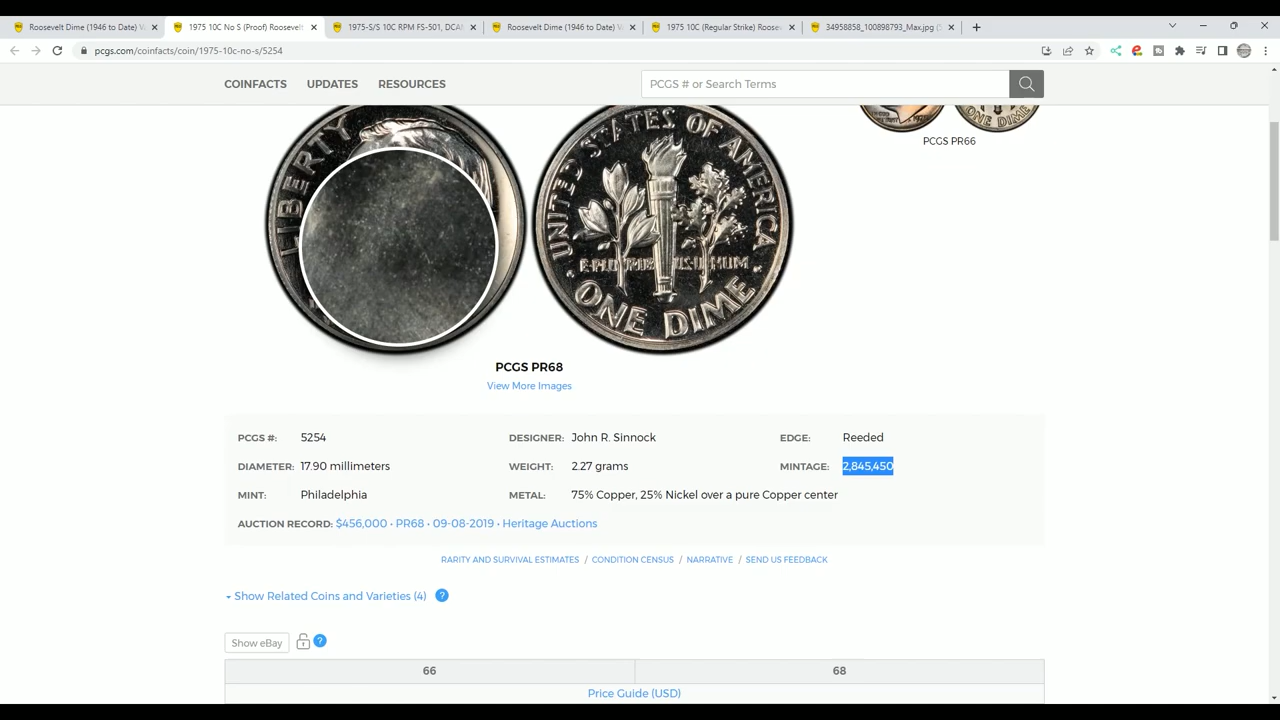 Roosevelt Dime (1946 to Date) V
1975 10C No S (Proof) Roosevelt
1975-S/S 10C RPM FS-501, DCA
Roosevelt Dime (1946 to Date) V
1975 10C (Regular Strike) Roose
34958858_100898793_Max.jpg (
pcgs.com/coinfacts/coin/1975-10c-no-s/5254
COINFACTS UPDATES RESOURCES
PCGS # or Search Terms
LIBERTY
UNITED STATES OF AMERICA
E PLURIBUS UNUM
ONE DIME
ONE DIME
PCGS PR66
PCGS PR68
View More Images
PCGS #: 5254
DESIGNER: John R. Sinnock
EDGE: Reeded
DIAMETER: 17.90 millimeters
WEIGHT: 2.27 grams
MINTAGE: 2,845,450
MINT: Philadelphia
METAL: 75% Copper, 25% Nickel over a pure Copper center
AUCTION RECORD: $456,000 • PR68 • 09-08-2019 • Heritage Auctions
RARITY AND SURVIVAL ESTIMATES / CONDITION CENSUS / NARRATIVE / SEND US FEEDBACK
Show Related Coins and Varieties (4) ?
Show eBay ?
66 68
Price Guide (USD)